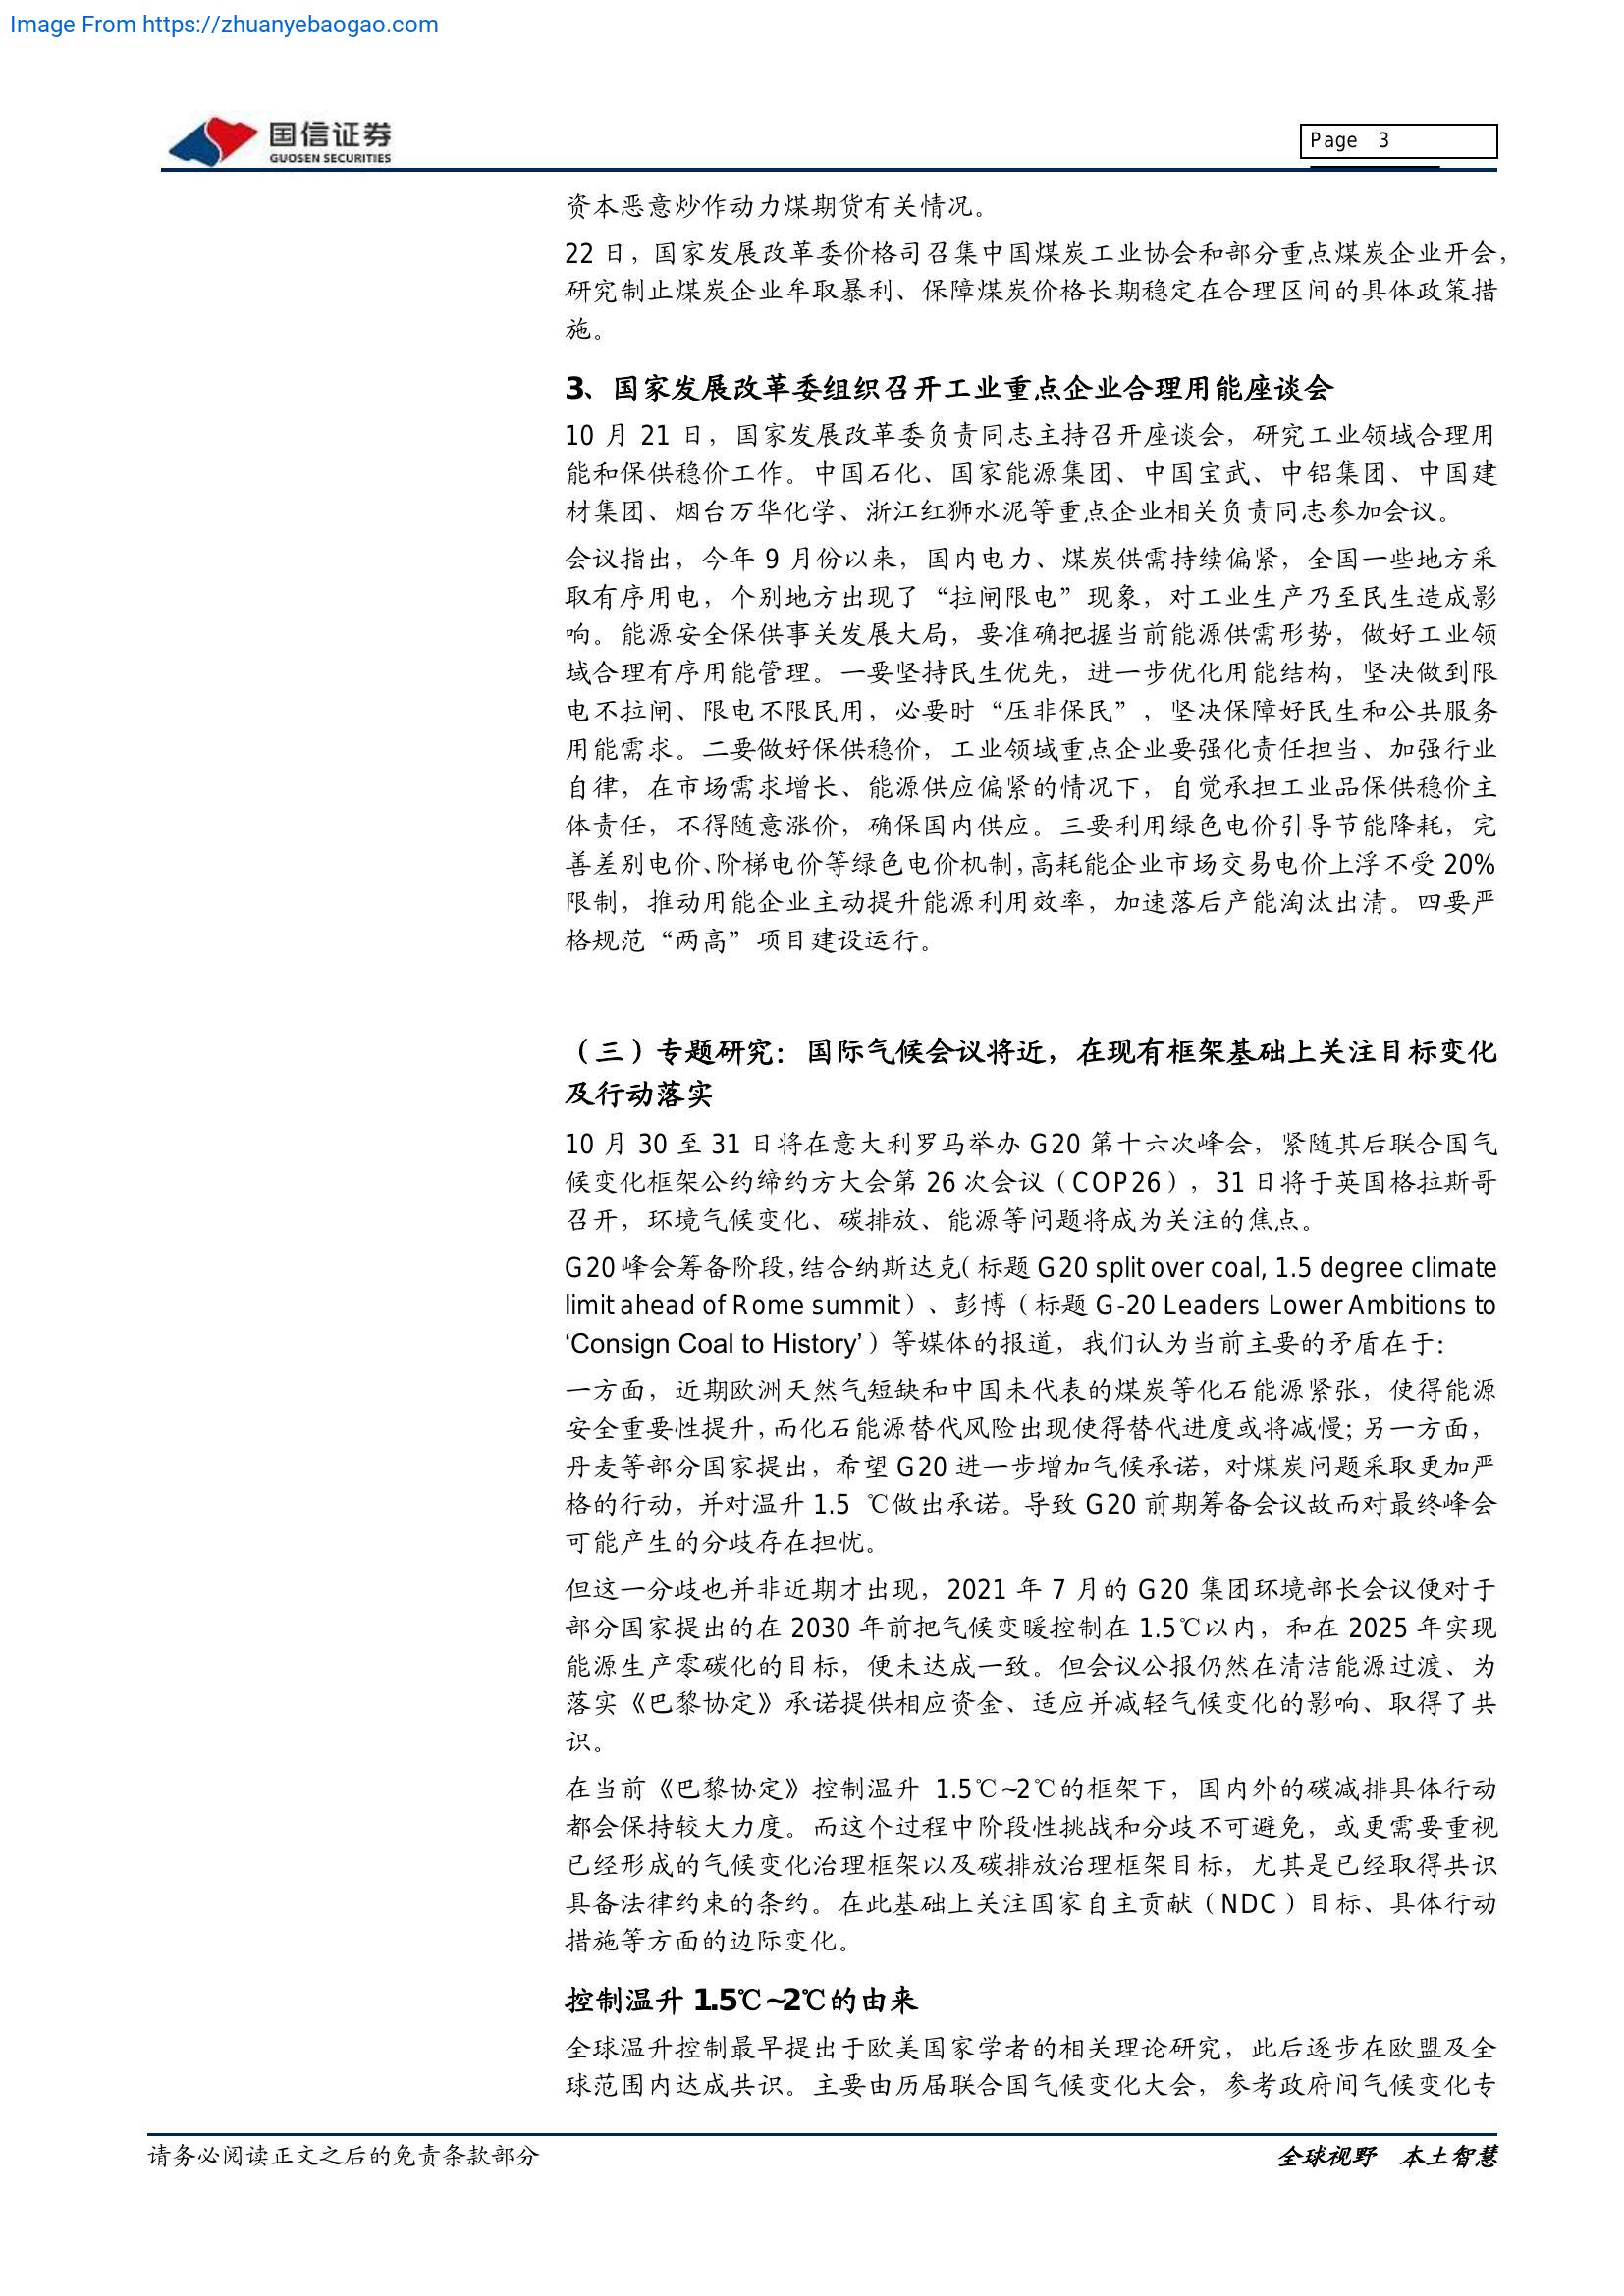 Image From https://zhuanyebaogao.com
国信证券
GUOSEN SECURITIES
Page 3
资本恶意炒作动力煤期货有关情况。
22 日，国家发展改革委价格司召集中国煤炭工业协会和部分重点煤炭企业开会，
研究制止煤炭企业牟取暴利、保障煤炭价格长期稳定在合理区间的具体政策措
施。
3、国家发展改革委组织召开工业重点企业合理用能座谈会
10 月 21 日，国家发展改革委负责同志主持召开座谈会，研究工业领域合理用
能和保供稳价工作。中国石化、国家能源集团、中国宝武、中铝集团、中国建
材集团、烟台万华化学、浙江红狮水泥等重点企业相关负责同志参加会议。
会议指出，今年 9 月份以来，国内电力、煤炭供需持续偏紧，全国一些地方采
取有序用电，个别地方出现了“拉闸限电”现象，对工业生产乃至民生造成影
响。能源安全保供事关发展大局，要准确把握当前能源供需形势，做好工业领
域合理有序用能管理。一要坚持民生优先，进一步优化用能结构，坚决做到限
电不拉闸、限电不限民用，必要时“压非保民”，坚决保障好民生和公共服务
用能需求。二要做好保供稳价，工业领域重点企业要强化责任担当、加强行业
自律，在市场需求增长、能源供应偏紧的情况下，自觉承担工业品保供稳价主
体责任，不得随意涨价，确保国内供应。三要利用绿色电价引导节能降耗，完
善差别电价、阶梯电价等绿色电价机制，高耗能企业市场交易电价上浮不受 20%
限制，推动用能企业主动提升能源利用效率，加速落后产能淘汰出清。四要严
格规范“两高”项目建设运行。
（三）专题研究：国际气候会议将近，在现有框架基础上关注目标变化
及行动落实
10 月 30 至 31 日将在意大利罗马举办 G20 第十六次峰会，紧随其后联合国气
候变化框架公约缔约方大会第 26 次会议（COP26），31 日将于英国格拉斯哥
召开，环境气候变化、碳排放、能源等问题将成为关注的焦点。
G20 峰会筹备阶段，结合纳斯达克（标题 G20 split over coal, 1.5 degree climate
limit ahead of Rome summit）、彭博（标题 G-20 Leaders Lower Ambitions to
‘Consign Coal to History’）等媒体的报道，我们认为当前主要的矛盾在于：
一方面，近期欧洲天然气短缺和中国未代表的煤炭等化石能源紧张，使得能源
安全重要性提升，而化石能源替代风险出现使得替代进度或将减慢；另一方面，
丹麦等部分国家提出，希望 G20 进一步增加气候承诺，对煤炭问题采取更加严
格的行动，并对温升 1.5 ℃做出承诺。导致 G20 前期筹备会议故而对最终峰会
可能产生的分歧存在担忧。
但这一分歧也并非近期才出现，2021 年 7 月的 G20 集团环境部长会议便对于
部分国家提出的在 2030 年前把气候变暖控制在 1.5℃以内，和在 2025 年实现
能源生产零碳化的目标，便未达成一致。但会议公报仍然在清洁能源过渡、为
落实《巴黎协定》承诺提供相应资金、适应并减轻气候变化的影响、取得了共
识。
在当前《巴黎协定》控制温升 1.5℃~2℃的框架下，国内外的碳减排具体行动
都会保持较大力度。而这个过程中阶段性挑战和分歧不可避免，或更需要重视
已经形成的气候变化治理框架以及碳排放治理框架目标，尤其是已经取得共识
具备法律约束的条约。在此基础上关注国家自主贡献（NDC）目标、具体行动
措施等方面的边际变化。
控制温升 1.5℃~2℃的由来
全球温升控制最早提出于欧美国家学者的相关理论研究，此后逐步在欧盟及全
球范围内达成共识。主要由历届联合国气候变化大会，参考政府间气候变化专
请务必阅读正文之后的免责条款部分
全球视野 本土智慧